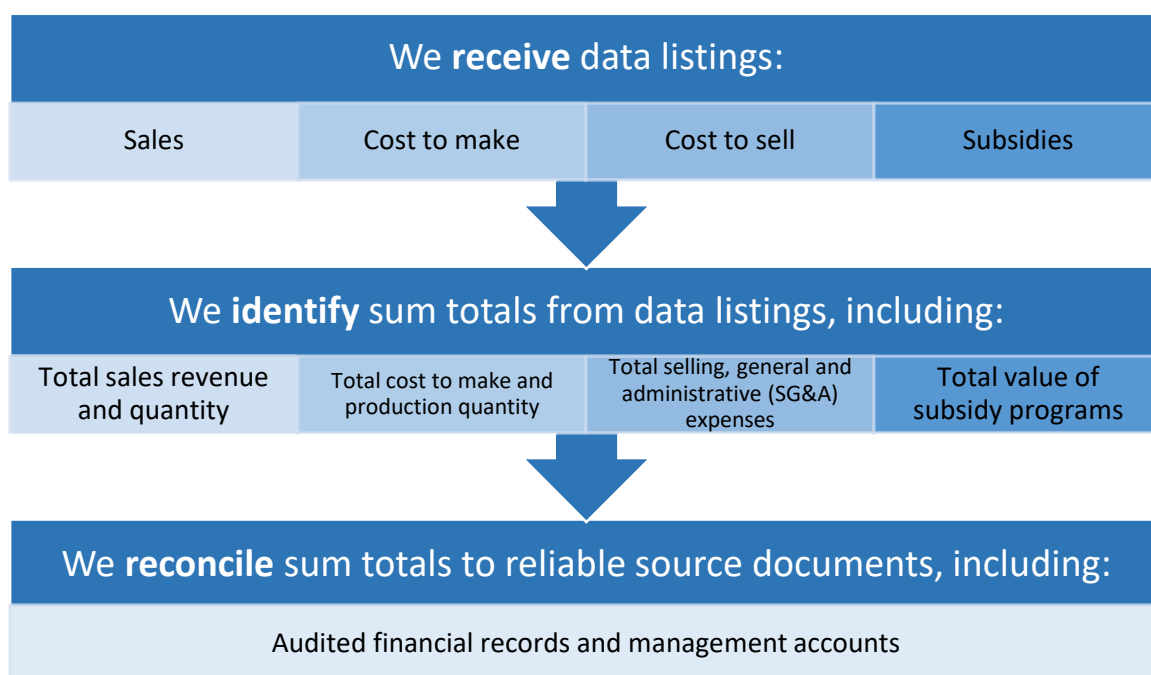 We receive data listings:
Sales
Cost to make
Cost to sell
Subsidies
We identify sum totals from data listings, including:
Total sales revenue
and quantity
Total cost to make and
production quantity
Total selling, general and
administrative (SG&A)
expenses
Total value of
subsidy programs
We reconcile sum totals to reliable source documents, including:
Audited financial records and management accounts